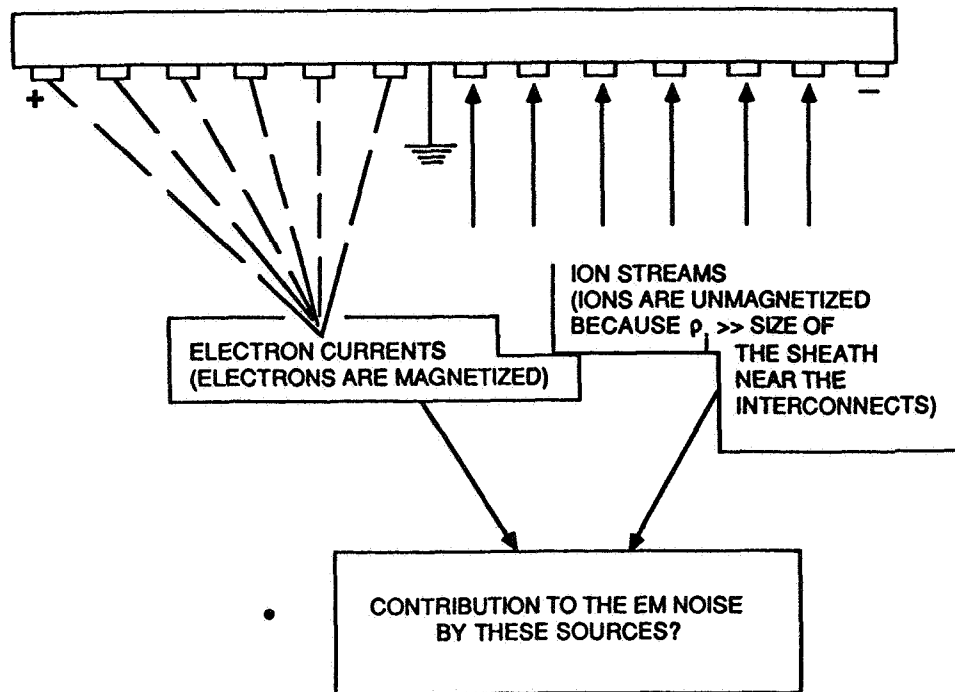 +
−
ION STREAMS
(IONS ARE UNMAGNETIZED
BECAUSE ρi >> SIZE OF
THE SHEATH
NEAR THE
INTERCONNECTS)
ELECTRON CURRENTS
(ELECTRONS ARE MAGNETIZED)
CONTRIBUTION TO THE EM NOISE
BY THESE SOURCES?